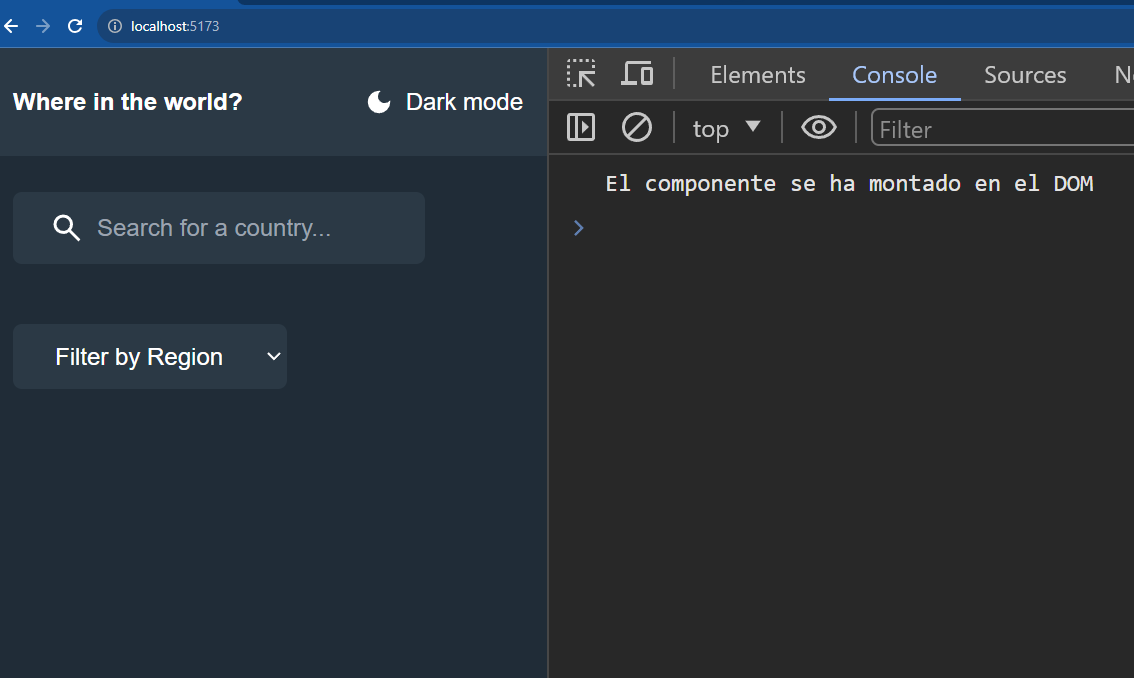 localhost:5173
Where in the world?
Dark mode
Search for a country...
Filter by Region
Elements Console Sources
top Filter
El componente se ha montado en el DOM